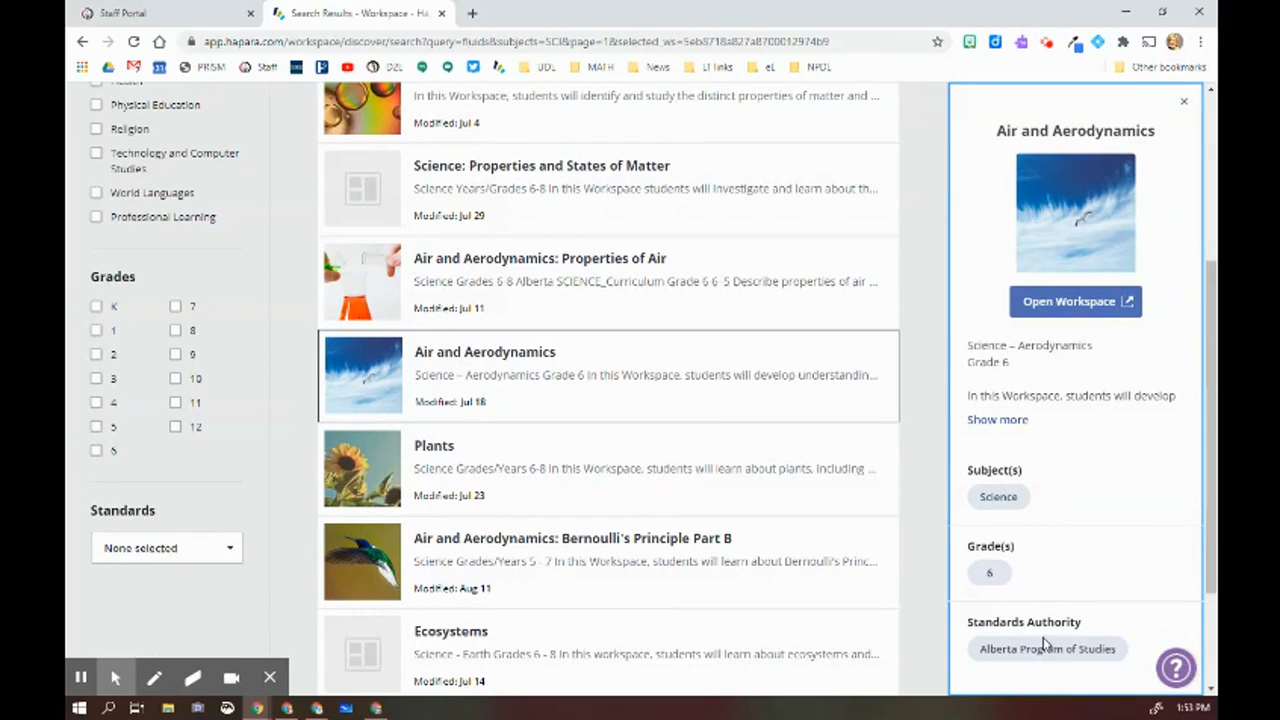 Staff Portal
Search Results - Workspace - Ha
app.hapara.com/workspace/discover/search?query=fluids&subjects=SCI&page=1&selected_ws=5eb8718a827a8700012974b9
PRISM
Staff
D2L
UDL
MATH
News
LT links
eL
NPDL
Other bookmarks
Health
Physical Education
Religion
Technology and Computer
Studies
World Languages
Professional Learning
Grades
K 7
1 8
2 9
3 10
4 11
5 12
6
Standards
None selected
In this Workspace, students will identify and study the distinct properties of matter and ...
Modified: Jul 4
Science: Properties and States of Matter
Science Years/Grades 6-8 In this Workspace students will investigate and learn about th...
Modified: Jul 29
Air and Aerodynamics: Properties of Air
Science Grades 6-8 Alberta SCIENCE_Curriculum Grade 6 6-5 Describe properties of air ...
Modified: Jul 11
Air and Aerodynamics
Science – Aerodynamics Grade 6 In this Workspace, students will develop understandin...
Modified: Jul 18
Plants
Science Grades/Years 6-8 In this Workspace, students will learn about plants, including ...
Modified: Jul 23
Air and Aerodynamics: Bernoulli's Principle Part B
Science Grades/Years 5 - 7 In this Workspace, students will learn about Bernoulli's Princ...
Modified: Aug 11
Ecosystems
Science - Earth Grades 6 - 8 In this workspace, students will learn about ecosystems and...
Modified: Jul 14
Air and Aerodynamics
Open Workspace
Science – Aerodynamics
Grade 6
In this Workspace, students will develop
Show more
Subject(s)
Science
Grade(s)
6
Standards Authority
Alberta Program of Studies
?
1:53 PM